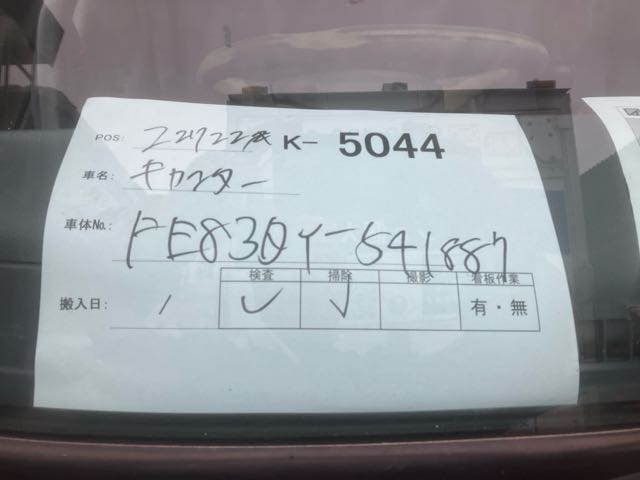 POS: K- 5044
車名: キャンター
車体No.: FE83DY-541887
検査 掃除 撮影 看板作業
搬入日: / ✓ ✓ 有・無